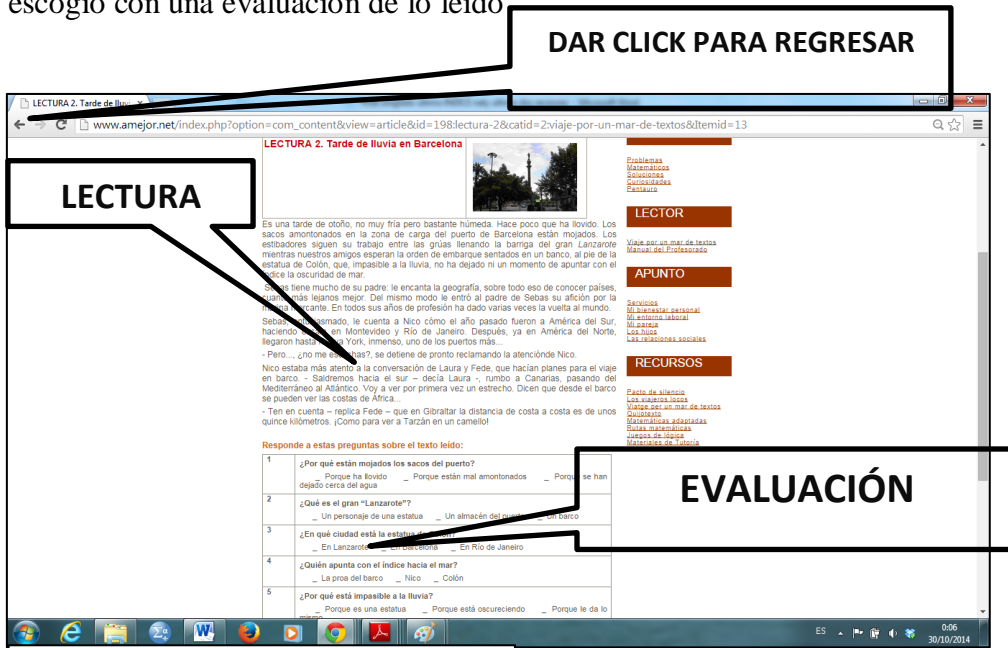 escogió con una evaluación de lo leído
DAR CLICK PARA REGRESAR
LECTURA 2. Tarde de lluvi
www.amejor.net/index.php?option=com_content&view=article&id=198:lectura-2&catid=2:viaje-por-un-mar-de-textos&Itemid=13
LECTURA 2. Tarde de lluvia en Barcelona
LECTURA
Es una tarde de otoño, no muy fría pero bastante húmeda. Hace poco que ha llovido. Los
sacos amontonados en la zona de carga del puerto de Barcelona están mojados. Los
estibadores siguen su trabajo entre las grúas llenando la barriga del gran Lanzarote
mientras nuestros amigos esperan la orden de embarque sentados en un banco, al pie de la
estatua de Colón, que, impasible a la lluvia, no ha dejado ni un momento de apuntar con el
índice la oscuridad de mar.
Sebas tiene mucho de su padre: le encanta la geografía, sobre todo eso de conocer países,
cuanto más lejanos mejor. Del mismo modo le entró al padre de Sebas su afición por la
marina mercante. En todos sus años de profesión ha dado varias veces la vuelta al mundo.
Sebas, le cuenta a Nico cómo el año pasado fueron a América del Sur,
haciendo en Montevideo y Río de Janeiro. Después, ya en América del Norte,
llegaron hasta York, inmenso, uno de los puertos más...
- Pero..., ¿no me escuchas?, se detiene de pronto reclamando la atenciónde Nico.
Nico estaba más atento a la conversación de Laura y Fede, que hacían planes para el viaje
en barco. - Saldremos hacia el sur – decía Laura -, rumbo a Canarias, pasando del
Mediterráneo al Atlántico. Voy a ver por primera vez un estrecho. Dicen que desde el barco
se pueden ver las costas de África...
- Ten en cuenta – replica Fede – que en Gibraltar la distancia de costa a costa es de unos
quince kilómetros. ¡Como para ver a Tarzán en un camello!
Responde a estas preguntas sobre el texto leído:
1
¿Por qué están mojados los sacos del puerto?
_ Porque ha llovido _ Porque están mal amontonados _ Porque se han
dejado cerca del agua
2
¿Qué es el gran “Lanzarote”?
_ Un personaje de una estatua _ Un almacén del puerto _ Un barco
3
¿En qué ciudad está la estatua de Colón?
_ En Lanzarote _ En Barcelona _ En Río de Janeiro
4
¿Quién apunta con el índice hacia el mar?
_ La proa del barco _ Nico _ Colón
5
¿Por qué está impasible a la lluvia?
_ Porque es una estatua _ Porque está oscureciendo _ Porque le da lo
mismo
Problemas
Matemáticos
Soluciones
Curiosidades
Pentauro
LECTOR
Viaje por un mar de textos
Manual del Profesorado
APUNTO
Servicios
Mi bienestar personal
Mi entorno laboral
Mi pareja
Los hijos
Las relaciones sociales
RECURSOS
Pacto de silencio
Los viajeros locos
Viatge per un mar de textos
Quijotexto
Matemáticas adaptadas
Rutas matemáticas
Juegos de lógica
Materiales de Tutoría
EVALUACIÓN
ES
0:06
30/10/2014